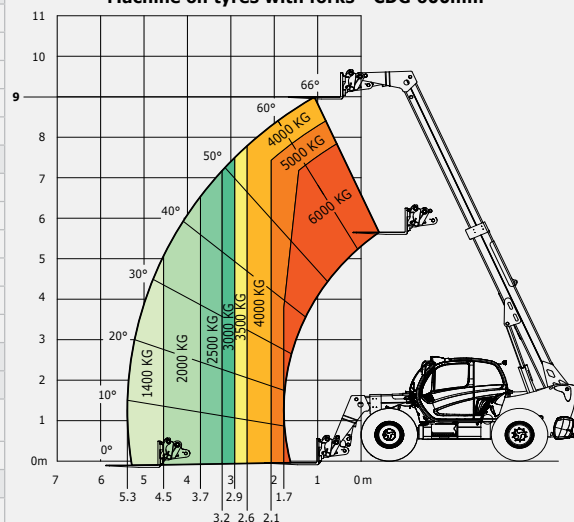 Machine on tyres with forks - CDG 600mm
11
10
9
8
7
6
5
4
3
2
1
0m
66°
60°
50°
40°
30°
20°
10°
0°
4000 KG
5000 KG
6000 KG
1400 KG
2000 KG
2500 KG
3000 KG
3500 KG
4000 KG
7 6 5 4 3 2 1 0m
5.3 4.5 3.7 2.9 1.7
3.2 2.6 2.1